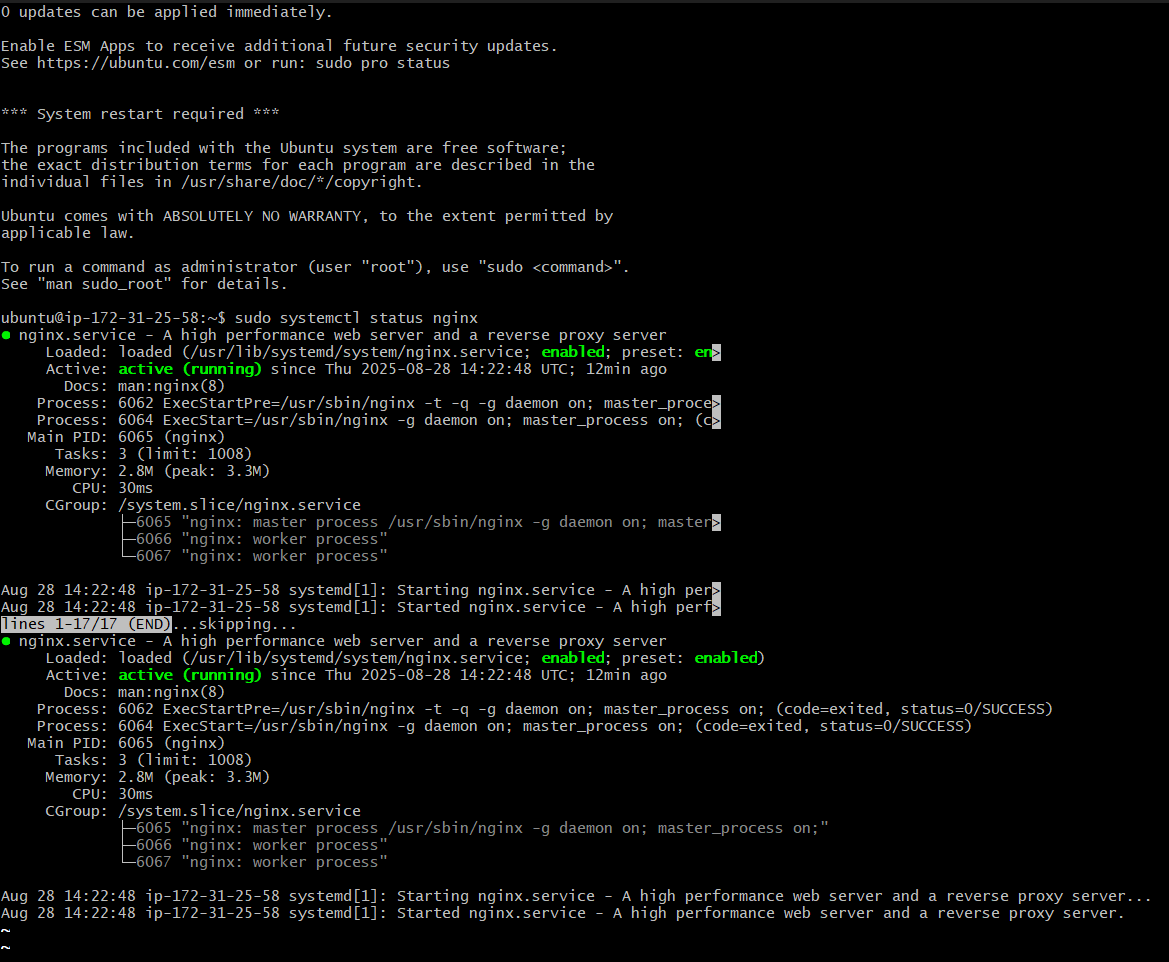 0 updates can be applied immediately.

Enable ESM Apps to receive additional future security updates.
See https://ubuntu.com/esm or run: sudo pro status


*** System restart required ***

The programs included with the Ubuntu system are free software;
the exact distribution terms for each program are described in the
individual files in /usr/share/doc/*/copyright.

Ubuntu comes with ABSOLUTELY NO WARRANTY, to the extent permitted by
applicable law.

To run a command as administrator (user "root"), use "sudo <command>".
See "man sudo_root" for details.

ubuntu@ip-172-31-25-58:~$ sudo systemctl status nginx
● nginx.service - A high performance web server and a reverse proxy server
     Loaded: loaded (/usr/lib/systemd/system/nginx.service; enabled; preset: en>
     Active: active (running) since Thu 2025-08-28 14:22:48 UTC; 12min ago
       Docs: man:nginx(8)
    Process: 6062 ExecStartPre=/usr/sbin/nginx -t -q -g daemon on; master_proce>
    Process: 6064 ExecStart=/usr/sbin/nginx -g daemon on; master_process on; (c>
   Main PID: 6065 (nginx)
      Tasks: 3 (limit: 1008)
     Memory: 2.8M (peak: 3.3M)
        CPU: 30ms
     CGroup: /system.slice/nginx.service
             ├─6065 "nginx: master process /usr/sbin/nginx -g daemon on; master>
             ├─6066 "nginx: worker process"
             └─6067 "nginx: worker process"

Aug 28 14:22:48 ip-172-31-25-58 systemd[1]: Starting nginx.service - A high per>
Aug 28 14:22:48 ip-172-31-25-58 systemd[1]: Started nginx.service - A high perf>
lines 1-17/17 (END)...skipping...
● nginx.service - A high performance web server and a reverse proxy server
     Loaded: loaded (/usr/lib/systemd/system/nginx.service; enabled; preset: enabled)
     Active: active (running) since Thu 2025-08-28 14:22:48 UTC; 12min ago
       Docs: man:nginx(8)
    Process: 6062 ExecStartPre=/usr/sbin/nginx -t -q -g daemon on; master_process on; (code=exited, status=0/SUCCESS)
    Process: 6064 ExecStart=/usr/sbin/nginx -g daemon on; master_process on; (code=exited, status=0/SUCCESS)
   Main PID: 6065 (nginx)
      Tasks: 3 (limit: 1008)
     Memory: 2.8M (peak: 3.3M)
        CPU: 30ms
     CGroup: /system.slice/nginx.service
             ├─6065 "nginx: master process /usr/sbin/nginx -g daemon on; master_process on;"
             ├─6066 "nginx: worker process"
             └─6067 "nginx: worker process"

Aug 28 14:22:48 ip-172-31-25-58 systemd[1]: Starting nginx.service - A high performance web server and a reverse proxy server...
Aug 28 14:22:48 ip-172-31-25-58 systemd[1]: Started nginx.service - A high performance web server and a reverse proxy server.
~
~